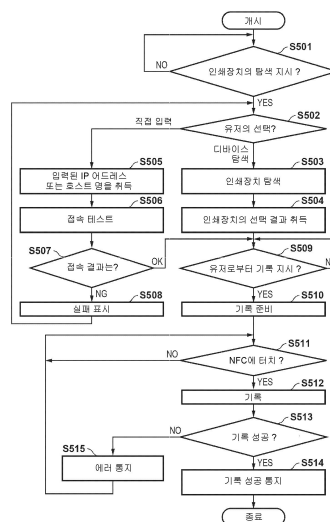 개시
S501
인쇄장치의 탐색 지시 ?
NO
YES
S502
유저의 선택?
직접 입력
디바이스
탐색
S505
입력된 IP 어드레스
또는 호스트 명을 취득
S503
인쇄장치 탐색
S506
접속 테스트
S504
인쇄장치의 선택 결과 취득
S507
접속 결과는?
OK
S509
유저로부터 기록 지시 ?
NG
S508
실패 표시
YES
S510
기록 준비
S511
NFC에 터치 ?
NO
YES
S512
기록
S513
기록 성공 ?
NO
S515
에러 통지
YES
S514
기록 성공 통지
종료